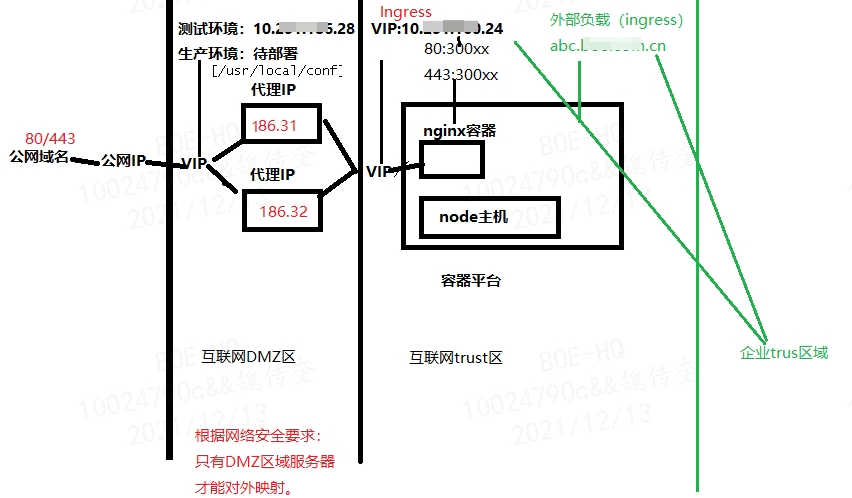 Ingress
测试环境：10.2
.28
VIP:10.2
.24
外部负载（ingress）
生产环境：待部署
80:300xx
abc.b
.cn
[/usr/local/conf]
443:300xx
代理IP
186.31
nginx容器
80/443
公网域名
公网IP
VIP
VIP
代理IP
186.32
node主机
容器平台
互联网DMZ区
互联网trust区
企业trus区域
根据网络安全要求：
只有DMZ区域服务器
才能对外映射。
BOE-HQ
10024790c&&魏传奎
2021/12/13
BOE-HQ
10024790c&&魏传奎
2021/12/13
BOE-HQ
10024790c&&魏传奎
2021/12/13
BOE-HQ
10024790c&&魏传奎
2021/12/13